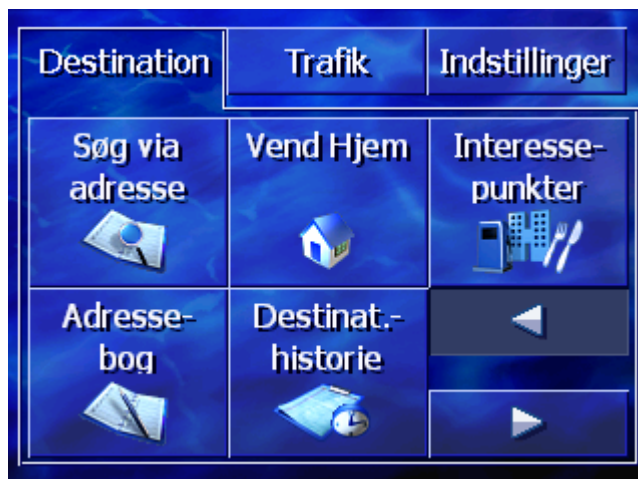 Destination
Trafik
Indstillinger
Søg via
adresse
Vend Hjem
Interesse-
punkter
Adresse-
bog
Destinat.-
historie